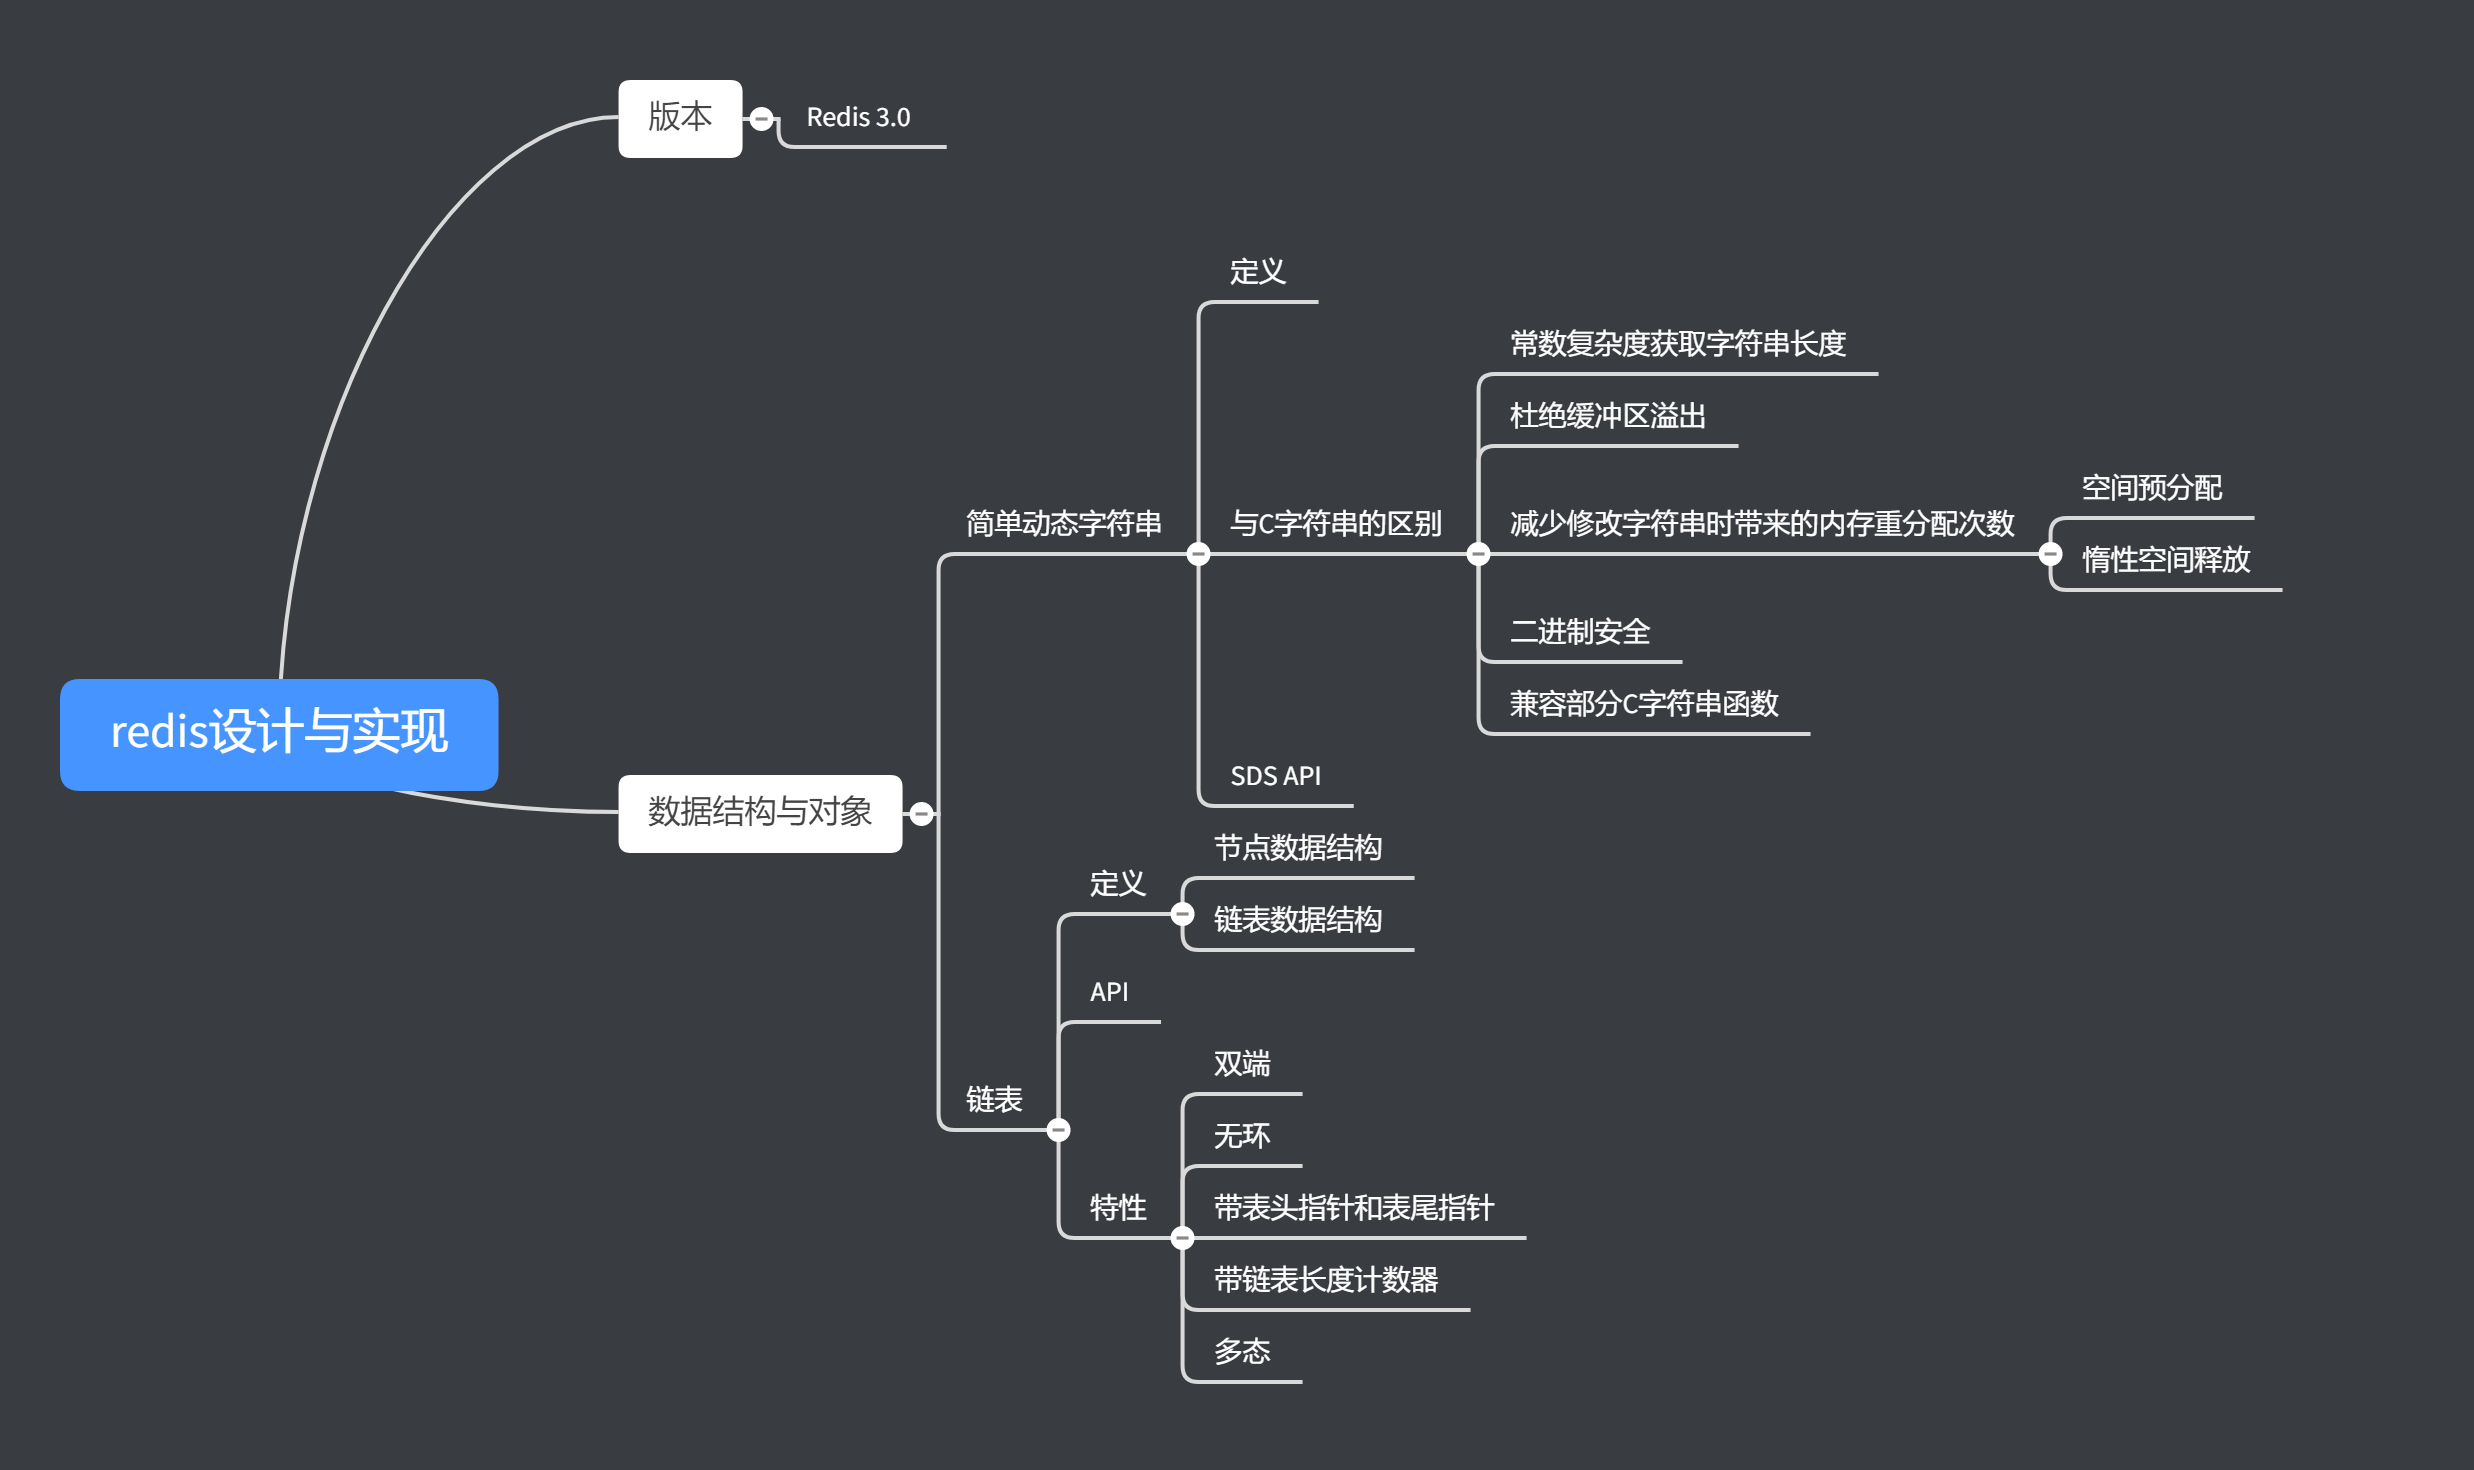 redis设计与实现
版本
Redis 3.0
数据结构与对象
简单动态字符串
定义
与C字符串的区别
常数复杂度获取字符串长度
杜绝缓冲区溢出
减少修改字符串时带来的内存重分配次数
空间预分配
惰性空间释放
二进制安全
兼容部分C字符串函数
SDS API
链表
定义
节点数据结构
链表数据结构
API
特性
双端
无环
带表头指针和表尾指针
带链表长度计数器
多态